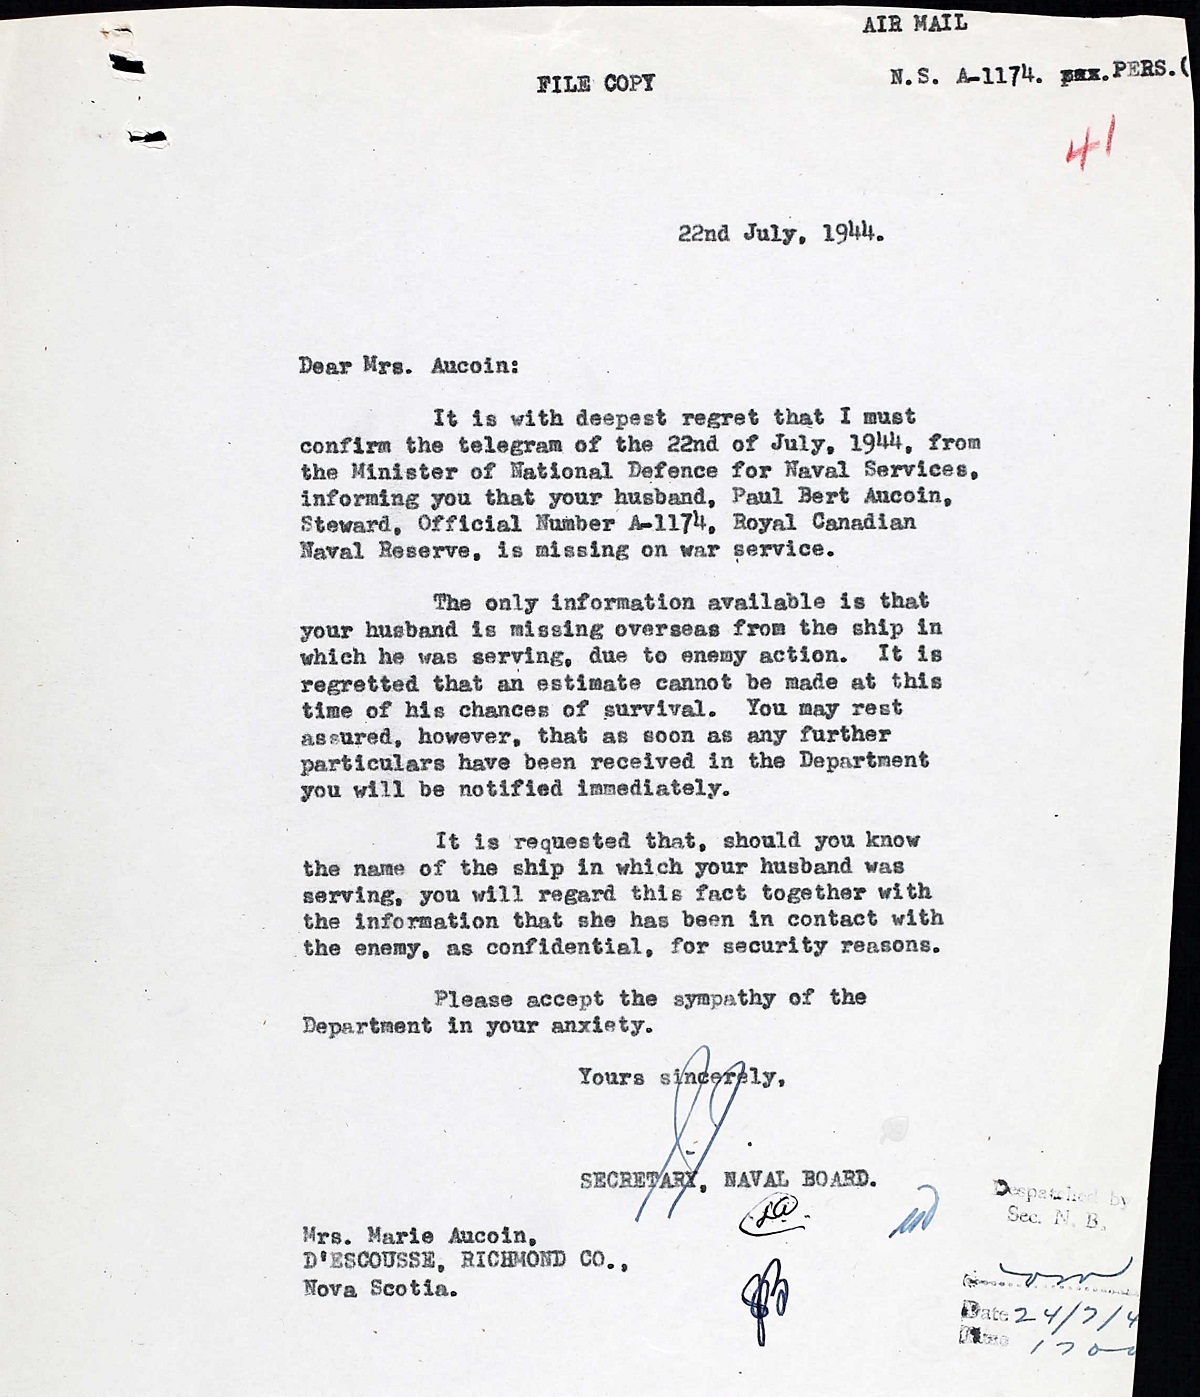 AIR MAIL
FILE COPY
N.S. A-1174. PERS.(
41
22nd July, 1944.
Dear Mrs. Aucoin:
It is with deepest regret that I must
confirm the telegram of the 22nd of July, 1944, from
the Minister of National Defence for Naval Services,
informing you that your husband, Paul Bert Aucoin,
Steward, Official Number A-1174, Royal Canadian
Naval Reserve, is missing on war service.
The only information available is that
your husband is missing overseas from the ship in
which he was serving, due to enemy action. It is
regretted that an estimate cannot be made at this
time of his chances of survival. You may rest
assured, however, that as soon as any further
particulars have been received in the Department
you will be notified immediately.
It is requested that, should you know
the name of the ship in which your husband was
serving, you will regard this fact together with
the information that she has been in contact with
the enemy, as confidential, for security reasons.
Please accept the sympathy of the
Department in your anxiety.
Yours sincerely,
SECRETARY, NAVAL BOARD.
Despatched by
Sec. N. B.
Mrs. Marie Aucoin,
D'ESCOUSSE, RICHMOND CO.,
Nova Scotia.
Date 24/7/4
Time 1700